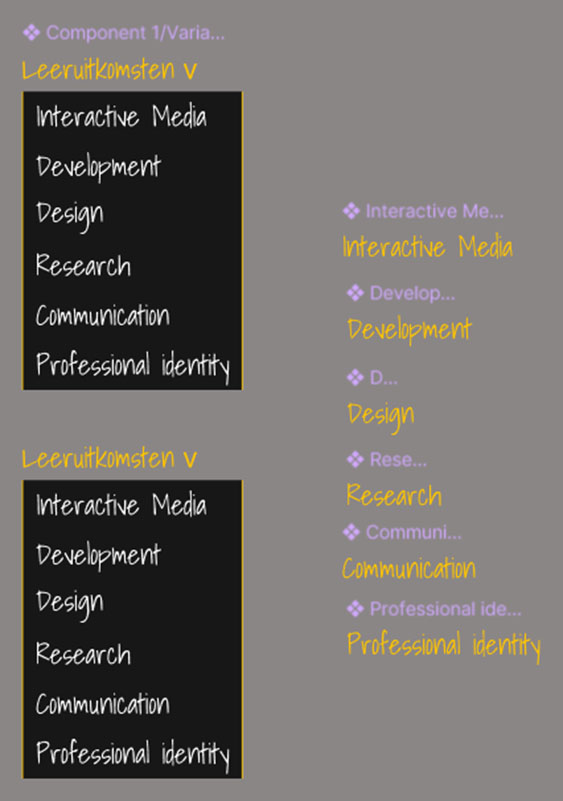 Component 1/Varia...
Leeruitkomsten v
Interactive Media
Development
Design
Research
Communication
Professional identity
Leeruitkomsten v
Interactive Media
Development
Design
Research
Communication
Professional identity
Interactive Me...
Interactive Media
Develop...
Development
D...
Design
Rese...
Research
Communi...
Communication
Professional ide...
Professional identity